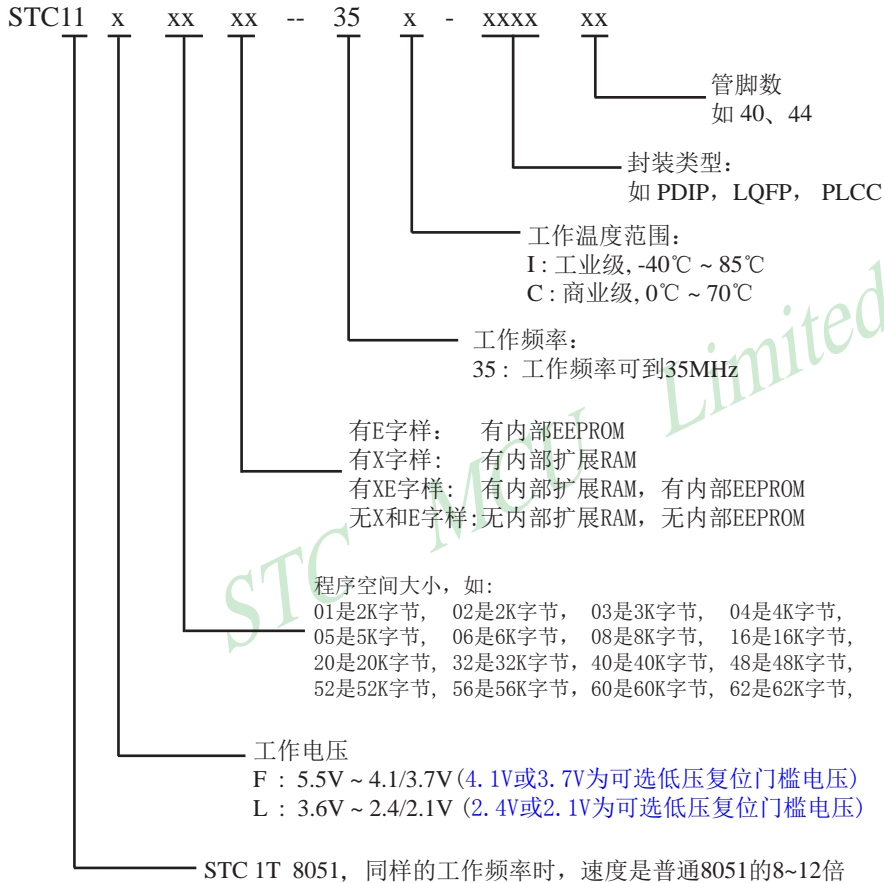 STC11 x xx xx -- 35 x - xxxx xx
管脚数
如 40、44
封装类型：
如 PDIP，LQFP， PLCC
工作温度范围：
I : 工业级, -40℃ ~ 85℃
C : 商业级, 0℃ ~ 70℃
工作频率：
35 : 工作频率可到35MHz
有E字样： 有内部EEPROM
有X字样: 有内部扩展RAM
有XE字样: 有内部扩展RAM, 有内部EEPROM
无X和E字样:无内部扩展RAM, 无内部EEPROM
程序空间大小，如:
01是2K字节, 02是2K字节, 03是3K字节, 04是4K字节,
05是5K字节, 06是6K字节, 08是8K字节, 16是16K字节,
20是20K字节, 32是32K字节, 40是40K字节, 48是48K字节,
52是52K字节, 56是56K字节, 60是60K字节, 62是62K字节,
工作电压
F : 5.5V ~ 4.1/3.7V(4.1V或3.7V为可选低压复位门槛电压)
L : 3.6V ~ 2.4/2.1V (2.4V或2.1V为可选低压复位门槛电压)
STC 1T 8051, 同样的工作频率时，速度是普通8051的8~12倍
STC MCU Limited